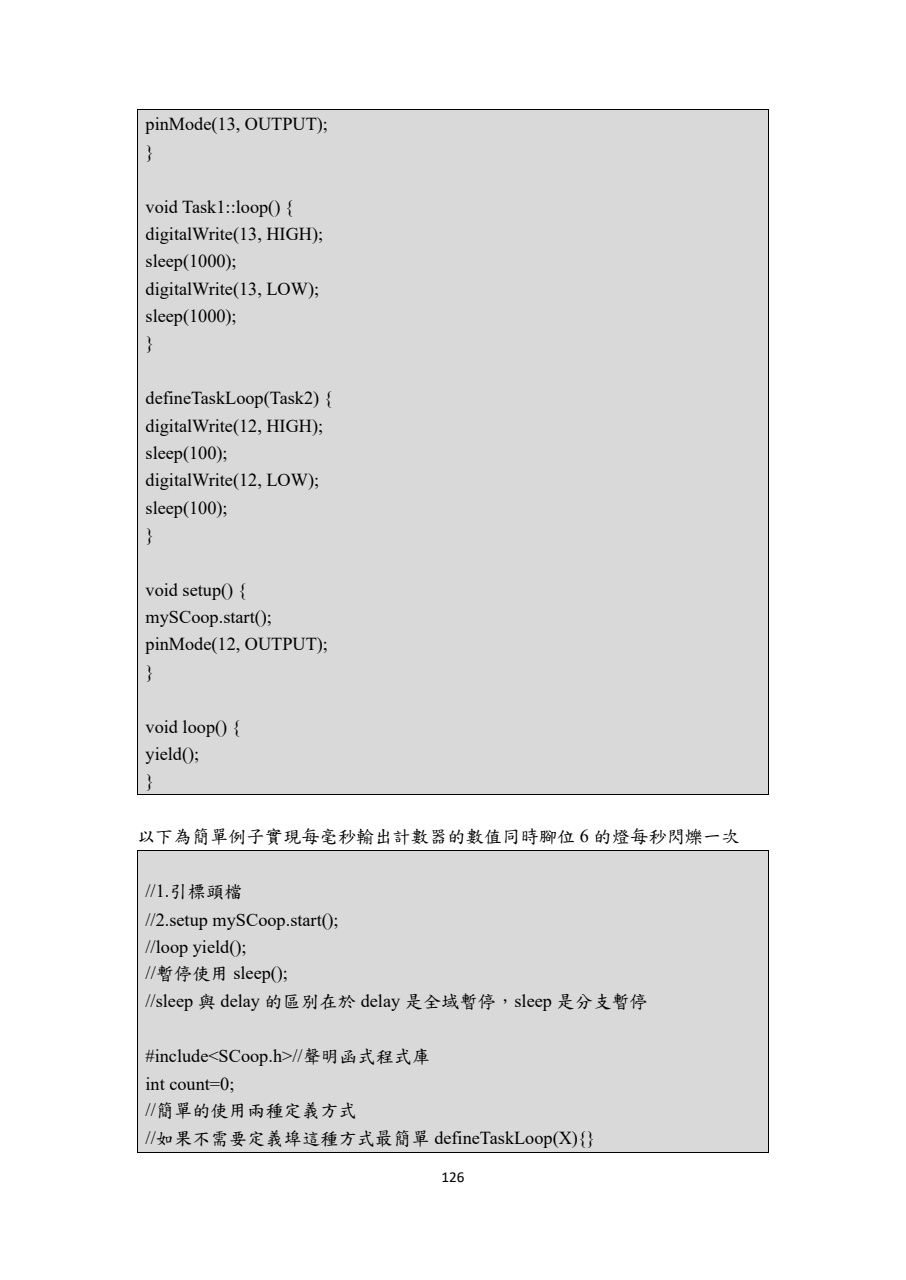 pinMode(13, OUTPUT);
}
void Task1::loop() {
digitalWrite(13, HIGH);
sleep(1000);
digitalWrite(13, LOW);
sleep(1000);
}
defineTaskLoop(Task2) {
digitalWrite(12, HIGH);
sleep(100);
digitalWrite(12, LOW);
sleep(100);
}
void setup() {
mySCoop.start();
pinMode(12, OUTPUT);
}
void loop() {
yield();
}
以下為簡單例子實現每毫秒輸出計數器的數值同時腳位 6 的燈每秒閃爍一次
//1.引標頭檔
//2.setup mySCoop.start();
//loop yield();
//暫停使用 sleep();
//sleep 與 delay 的區別在於 delay 是全域暫停，sleep 是分支暫停
#include<SCoop.h>//聲明函式程式庫
int count=0;
//簡單的使用兩種定義方式
//如果不需要定義埠這種方式最簡單 defineTaskLoop(X){}
126